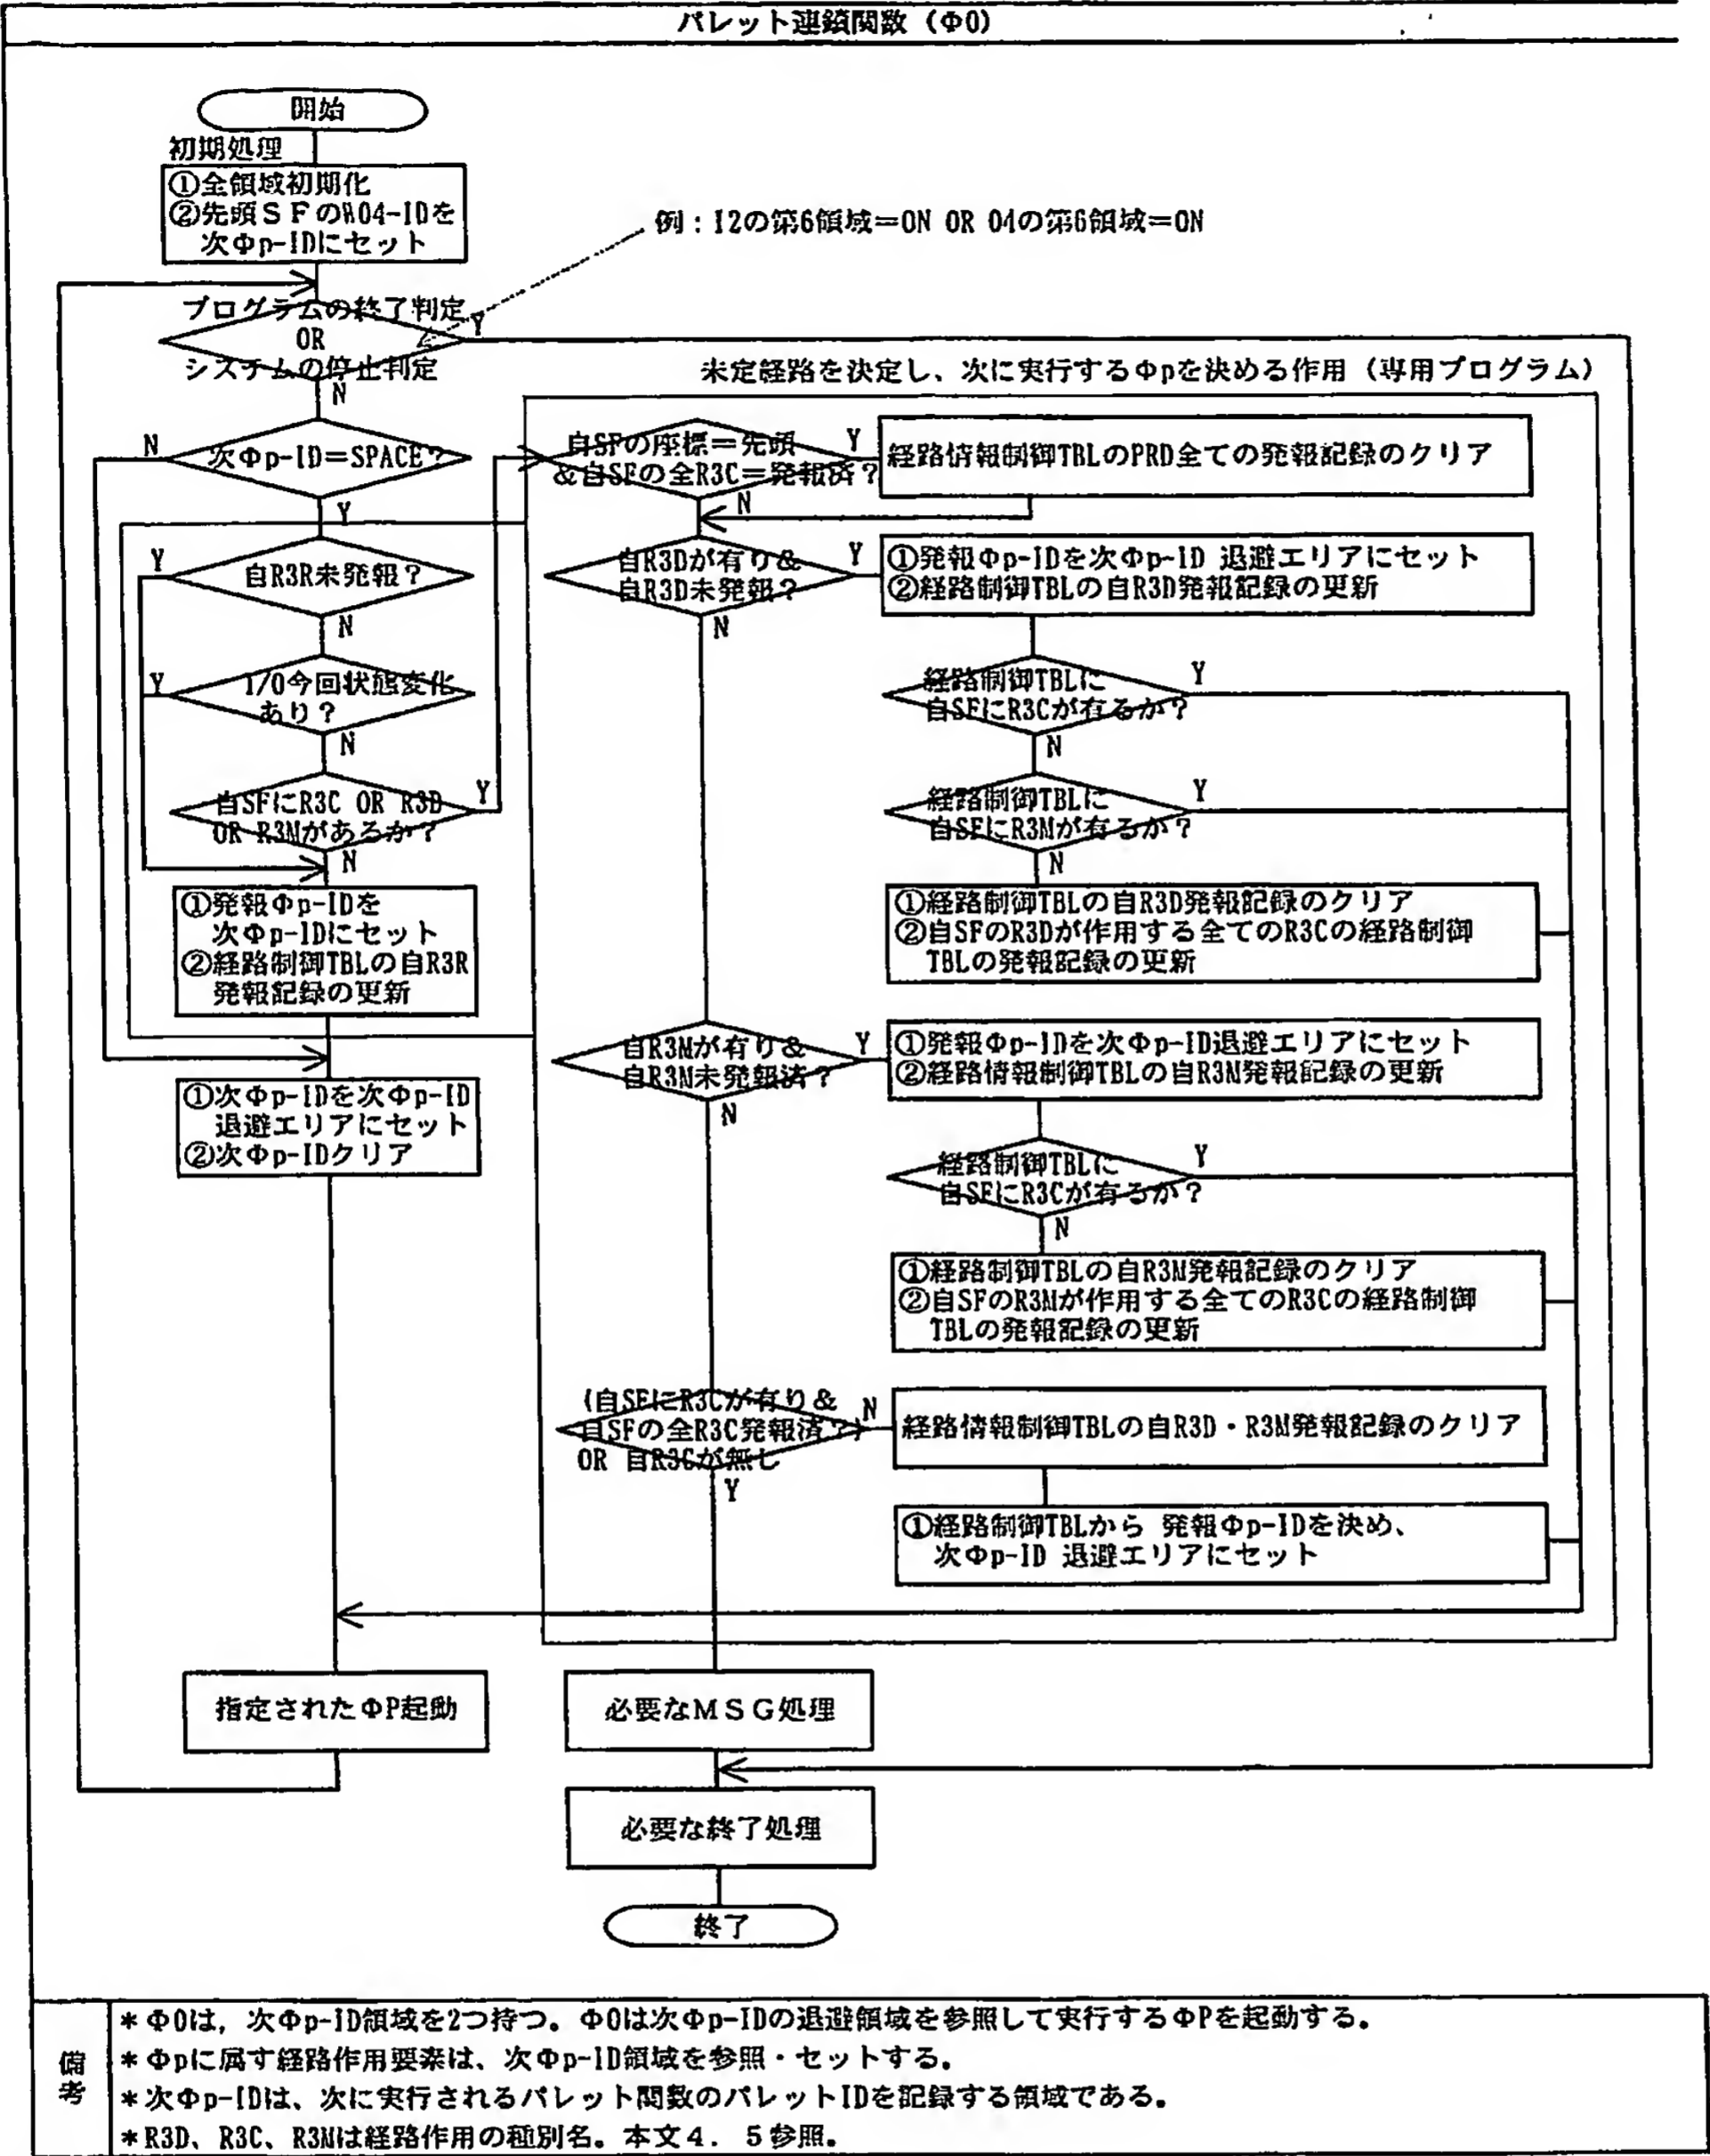 パレット連鎖関数（Φ0）
開始
初期処理
①全領域初期化
②先頭ＳＦのW04-IDを
次Φp-IDにセット
例：I2の第6領域＝ON OR O4の第6領域＝ON
プログラムの終了判定
OR
システムの停止判定
Y
N
未定経路を決定し、次に実行するΦpを決める作用（専用プログラム）
次Φp-ID＝SPACE？
N
Y
自R3R未発報？
Y
N
I/O今回状態変化
あり？
Y
N
自SFにR3C OR R3D
OR R3Mがあるか？
Y
N
①発報Φp-IDを
次Φp-IDにセット
②経路制御TBLの自R3R
発報記録の更新
①次Φp-IDを次Φp-ID
退避エリアにセット
②次Φp-IDクリア
指定されたΦP起動
自SFの座標＝先頭
&自SFの全R3C＝発報済？
Y
N
経路情報制御TBLのPRD全ての発報記録のクリア
自R3Dが有り&
自R3D未発報？
Y
N
①発報Φp-IDを次Φp-ID 退避エリアにセット
②経路制御TBLの自R3D発報記録の更新
経路制御TBLに
自SFにR3Cが有るか？
Y
N
経路制御TBLに
自SFにR3Mが有るか？
Y
N
①経路制御TBLの自R3D発報記録のクリア
②自SFのR3Dが作用する全てのR3Cの経路制御
TBLの発報記録の更新
自R3Mが有り&
自R3M未発報済？
Y
N
①発報Φp-IDを次Φp-ID退避エリアにセット
②経路情報制御TBLの自R3M発報記録の更新
経路制御TBLに
自SFにR3Cが有るか？
Y
N
①経路制御TBLの自R3M発報記録のクリア
②自SFのR3Mが作用する全てのR3Cの経路制御
TBLの発報記録の更新
(自SFにR3Cが有り&
自SFの全R3C発報済？)
OR 自R3Cが無し
N
Y
経路情報制御TBLの自R3D・R3M発報記録のクリア
①経路制御TBLから 発報Φp-IDを決め、
次Φp-ID 退避エリアにセット
必要なＭＳＧ処理
必要な終了処理
終了
備考
＊Φ0は，次Φp-ID領域を2つ持つ。Φ0は次Φp-IDの退避領域を参照して実行するΦPを起動する。
＊Φpに属す経路作用要素は、次Φp-ID領域を参照・セットする。
＊次Φp-IDは、次に実行されるパレット関数のパレットIDを記録する領域である。
＊R3D、R3C、R3Mは経路作用の種別名。本文４．５参照。